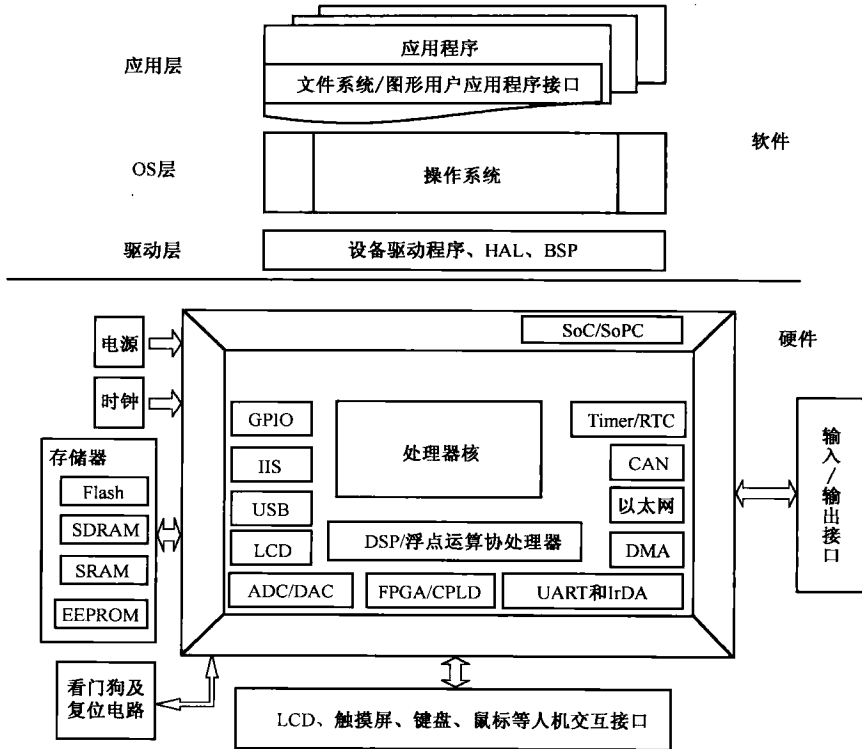 应用层
应用程序
文件系统/图形用户应用程序接口
软件
OS层
操作系统
驱动层
设备驱动程序、HAL、BSP
硬件
电源
SoC/SoPC
时钟
GPIO
处理器核
Timer/RTC
输入/输出接口
存储器
IIS
CAN
Flash
USB
以太网
SDRAM
LCD
DSP/浮点运算协处理器
DMA
SRAM
ADC/DAC
FPGA/CPLD
UART和IrDA
EEPROM
看门狗及
复位电路
LCD、触摸屏、键盘、鼠标等人机交互接口